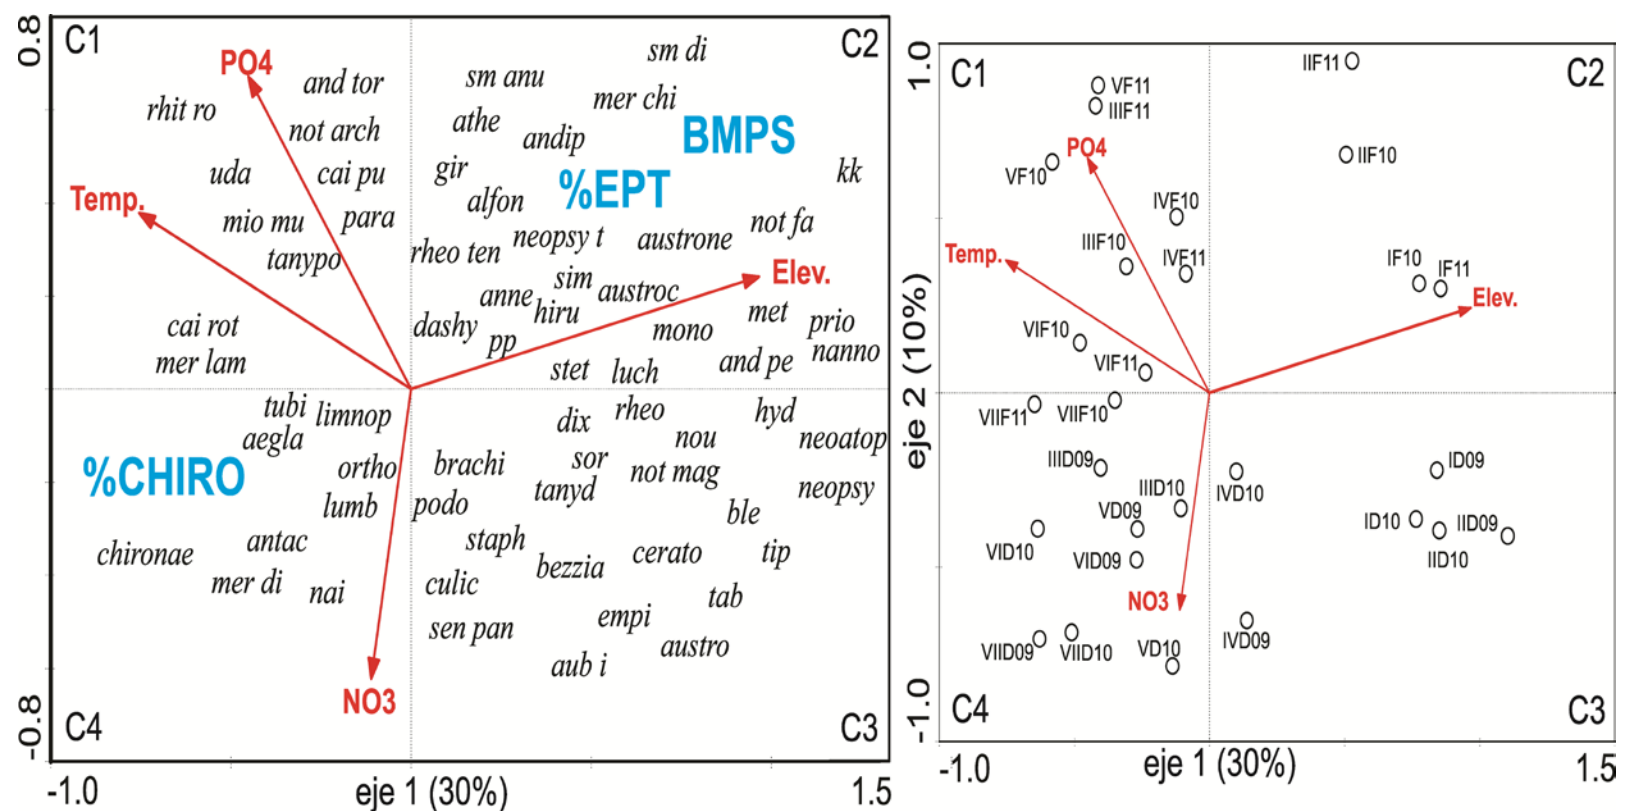 0.8
C1
C2
PO4
sm di
and tor
sm anu
rhit ro
mer chi
not arch
athe
andip
BMPS
uda
cai pu
gir
%EPT
kk
Temp.
alfon
mio mu
para
neopsy t
austrone
not fa
tanypo
rheo ten
sim
Elev.
anne
austroc
hiru
met
cai rot
dashy
mono
prio
pp
mer lam
nanno
stet
luch
and pe
tubi
limnop
dix
rheo
hyd
aegla
nou
neoatop
%CHIRO
ortho
brachi
sor
not mag
lumb
podo
tanyd
neopsy
ble
antac
staph
chironae
cerato
tip
bezzia
mer di
nai
culic
tab
empi
sen pan
austro
aub i
NO3
C4
C3
-0.8
-1.0
eje 1 (30%)
1.5
1.0
C1
C2
IIF11
VF11
IIIF11
PO4
IIF10
VF10
IVF10
IIIF10
IVF11
Temp.
IF10
IF11
Elev.
VIF10
VIF11
VIIF11
VIIF10
eje 2 (10%)
IIID09
ID09
IIID10
IVD10
VD09
ID10
IID09
VID10
VID09
IID10
NO3
IVD09
VIID09
VIID10
VD10
C4
C3
-1.0
-1.0
eje 1 (30%)
1.5